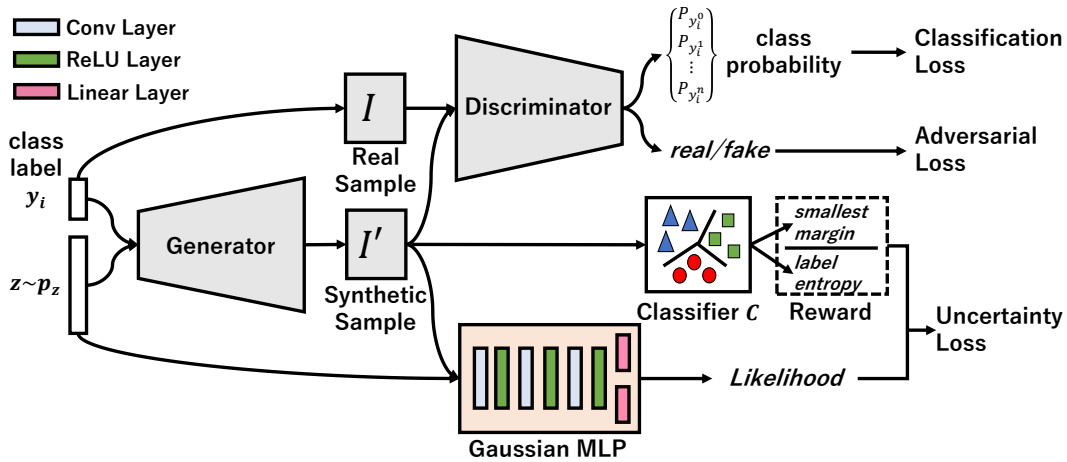 Conv Layer
ReLU Layer
Linear Layer
class
label
y_i
z~p_z
Generator
I
Real
Sample
I′
Synthetic
Sample
Discriminator
P_{y_i^0}
P_{y_i^1}
⋮
P_{y_i^n}
class
probability
Classification
Loss
real/fake
Adversarial
Loss
Classifier C
smallest
margin
label
entropy
Reward
Uncertainty
Loss
Gaussian MLP
Likelihood